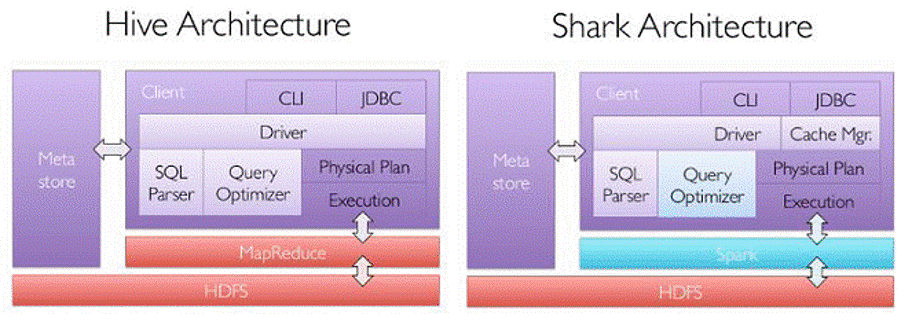 Hive Architecture
Client
CLI
JDBC
Driver
Meta
store
SQL
Parser
Query
Optimizer
Physical Plan
Execution
MapReduce
HDFS
Shark Architecture
Client
CLI
JDBC
Driver
Cache Mgr.
Meta
store
SQL
Parser
Query
Optimizer
Physical Plan
Execution
Spark
HDFS